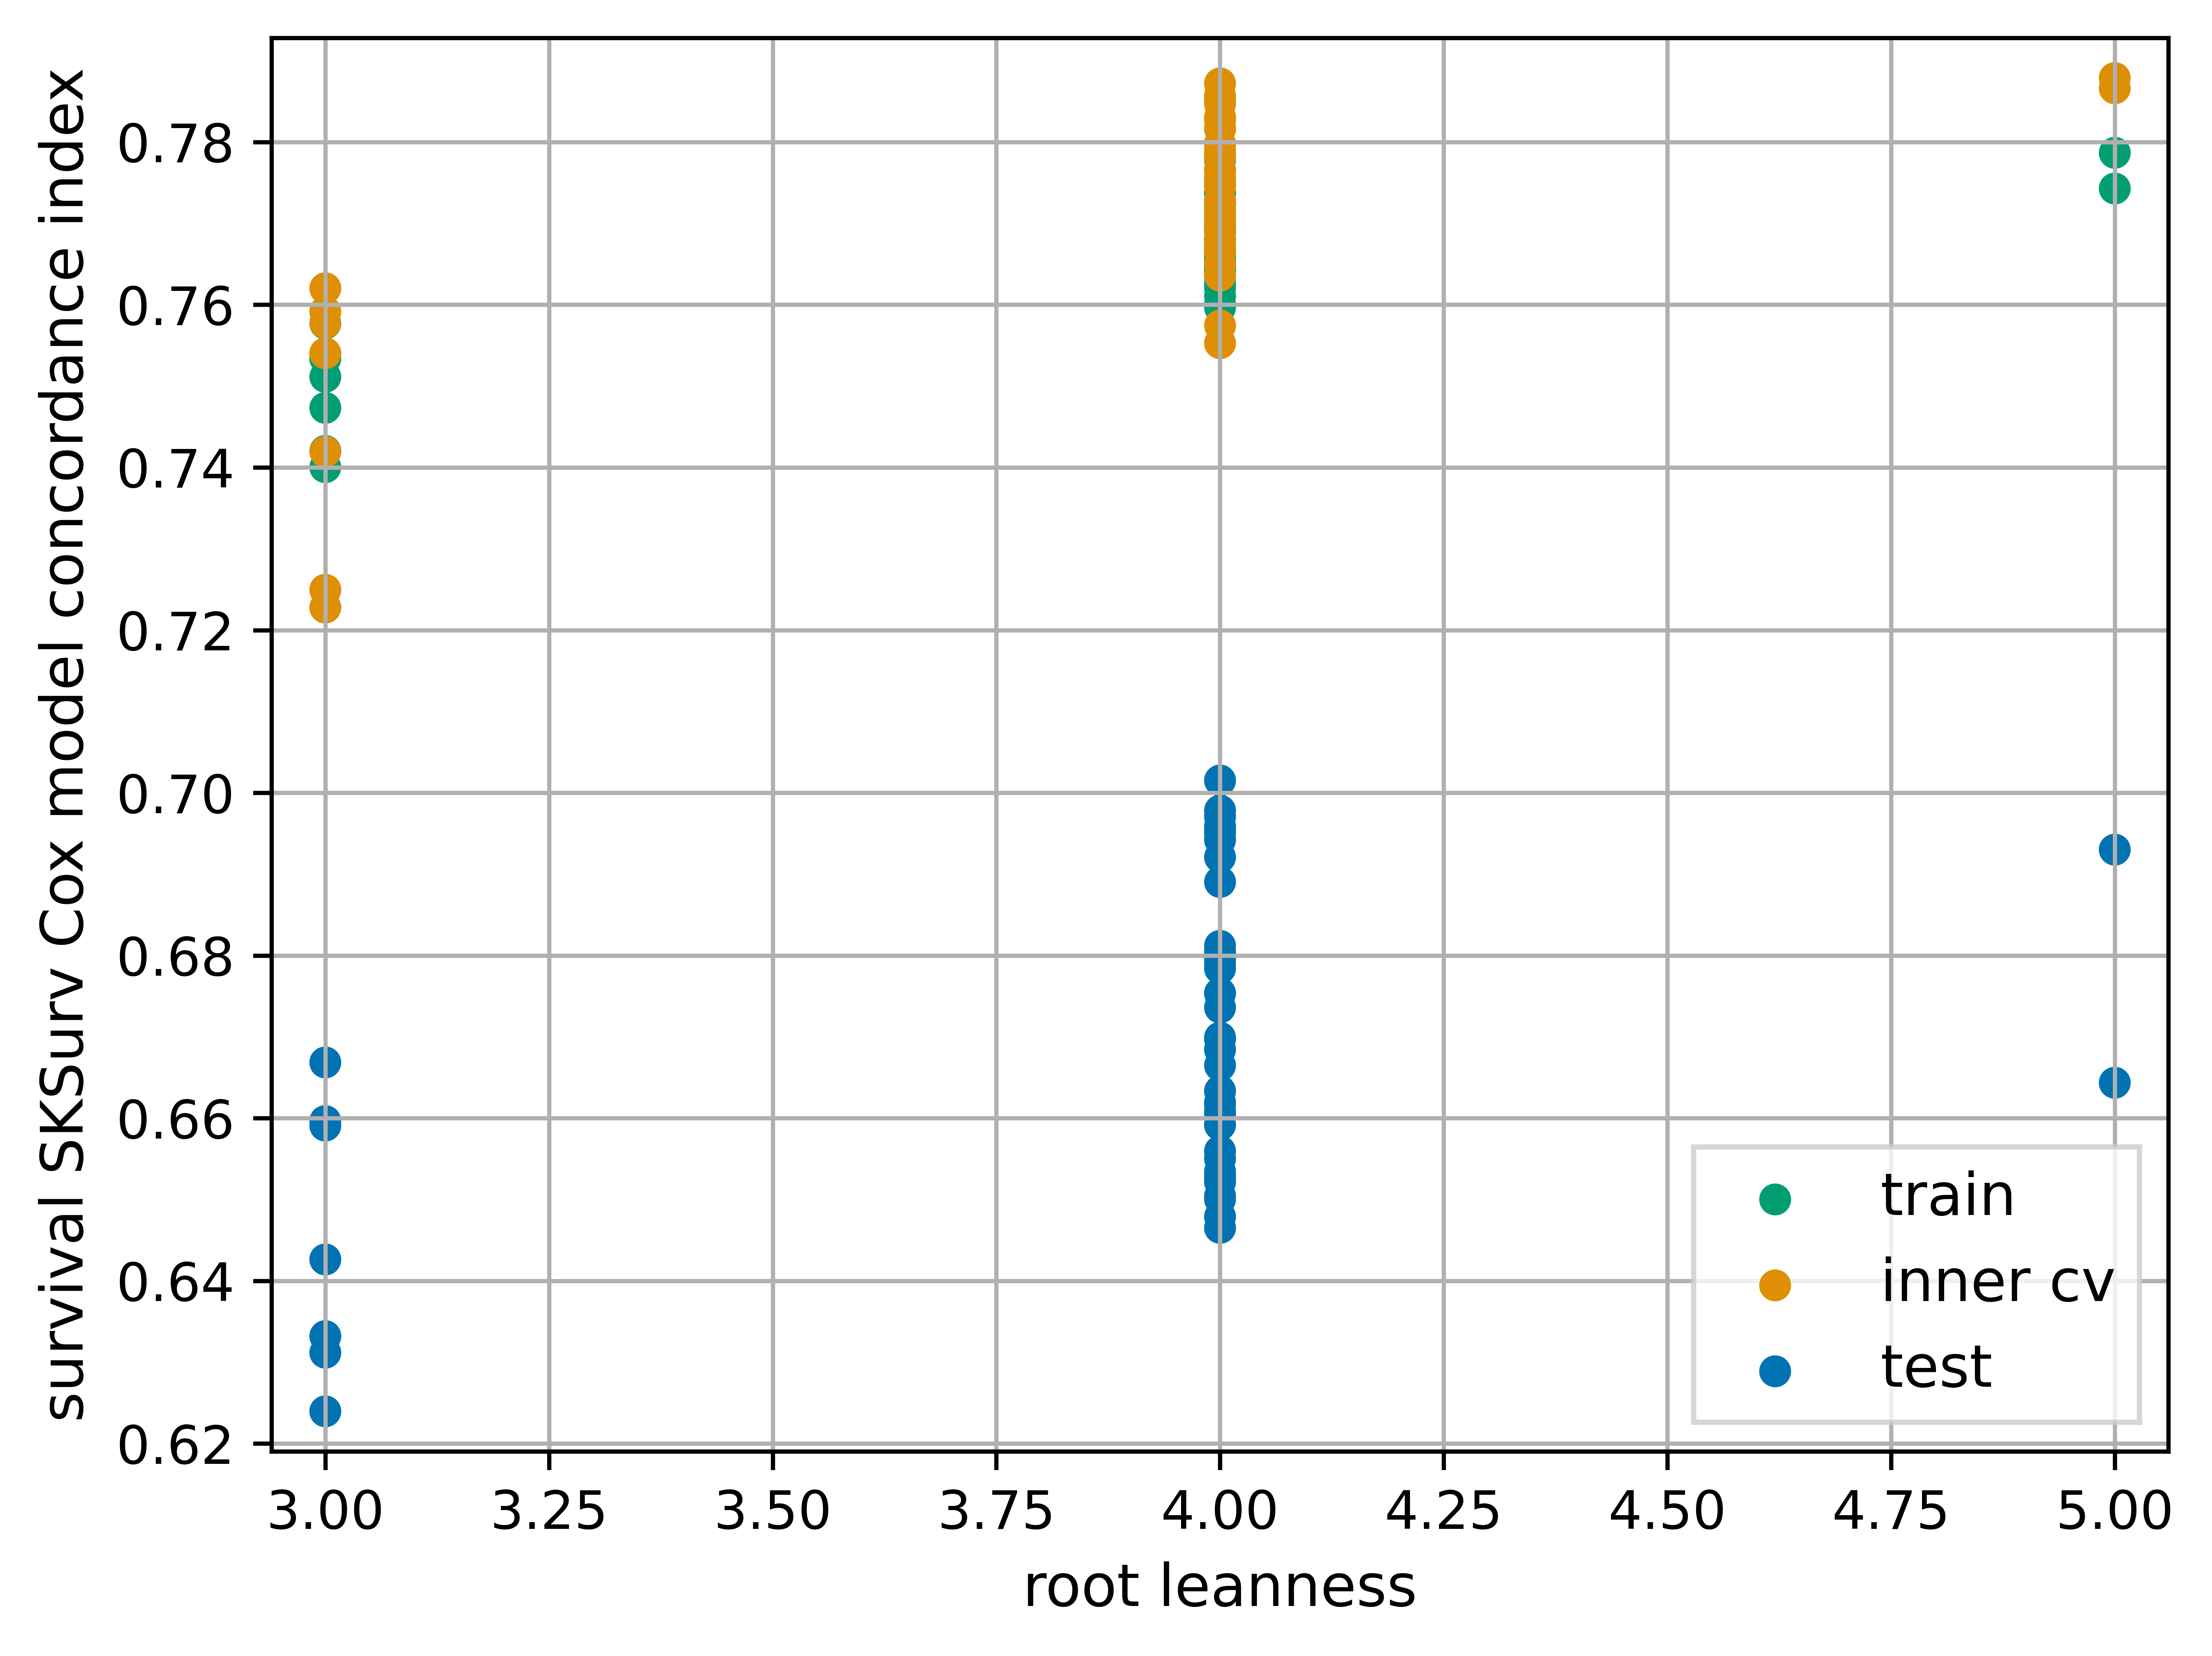 survival SKSurv Cox model concordance index
0.78
0.76
0.74
0.72
0.70
0.68
0.66
0.64
0.62
train
inner cv
test
3.00 3.25 3.50 3.75 4.00 4.25 4.50 4.75 5.00
root leanness